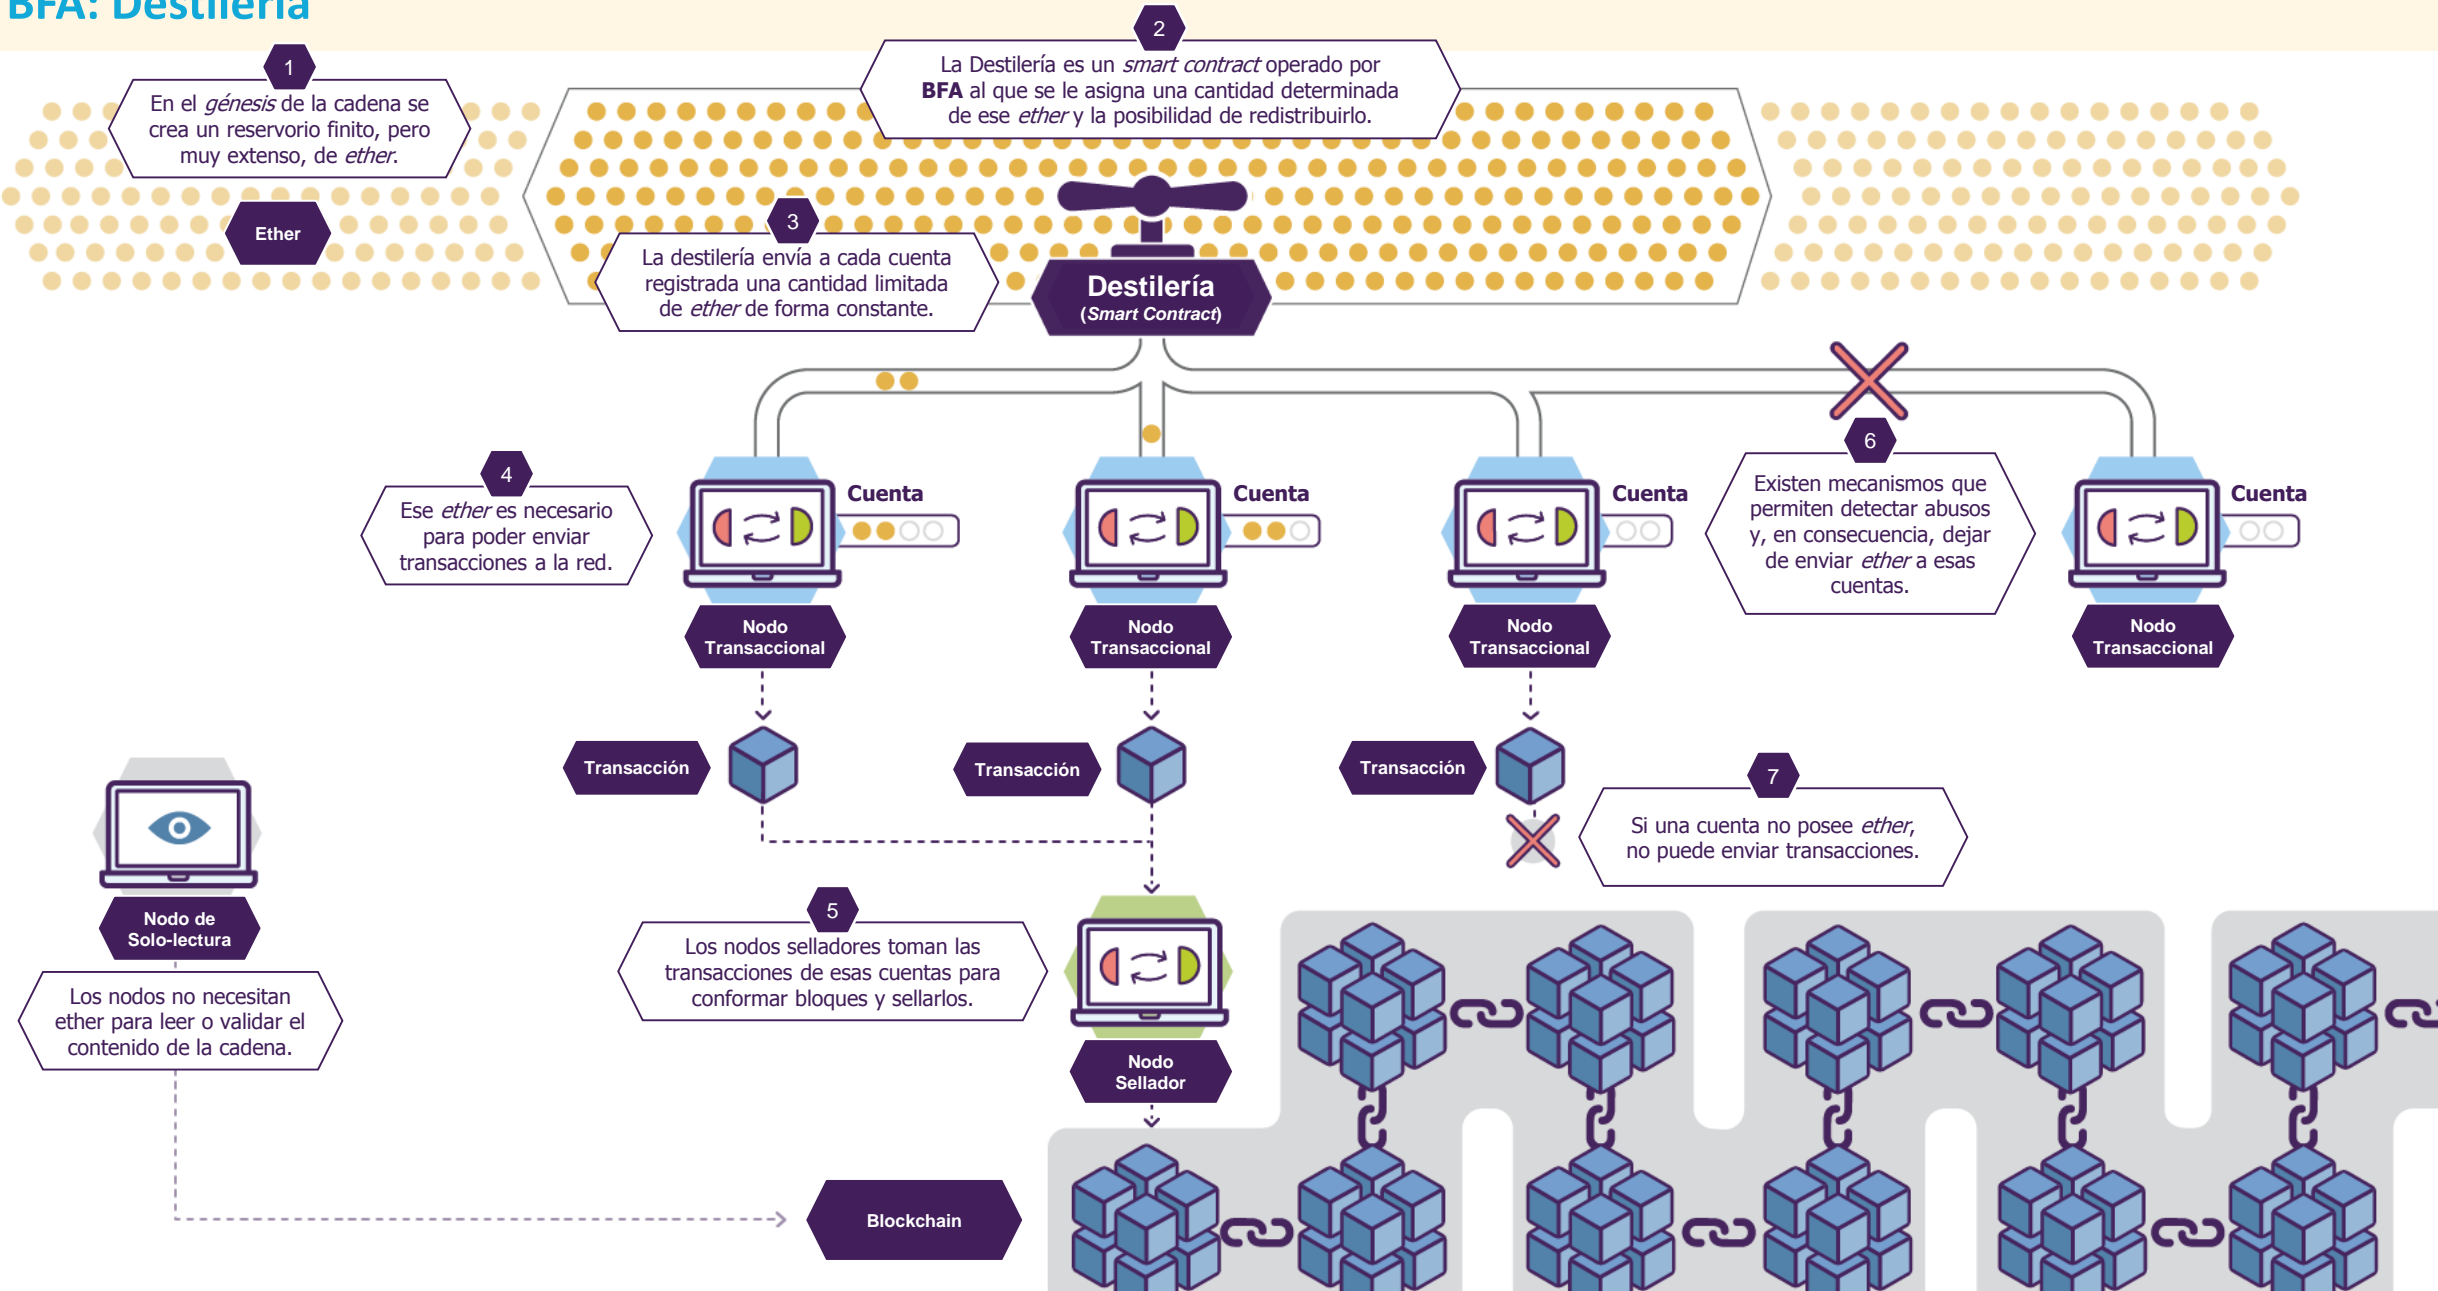 BFA: Destilería
1
En el génesis de la cadena se
crea un reservorio finito, pero
muy extenso, de ether.
Ether
2
La Destilería es un smart contract operado por
BFA al que se le asigna una cantidad determinada
de ese ether y la posibilidad de redistribuirlo.
3
La destilería envía a cada cuenta
registrada una cantidad limitada
de ether de forma constante.
Destilería
(Smart Contract)
4
Ese ether es necesario
para poder enviar
transacciones a la red.
Cuenta
Nodo
Transaccional
Cuenta
Nodo
Transaccional
Cuenta
Nodo
Transaccional
6
Existen mecanismos que
permiten detectar abusos
y, en consecuencia, dejar
de enviar ether a esas
cuentas.
Cuenta
Nodo
Transaccional
Transacción
Transacción
Transacción
7
Si una cuenta no posee ether,
no puede enviar transacciones.
Nodo de
Solo-lectura
Los nodos no necesitan
ether para leer o validar el
contenido de la cadena.
5
Los nodos selladores toman las
transacciones de esas cuentas para
conformar bloques y sellarlos.
Nodo
Sellador
Blockchain